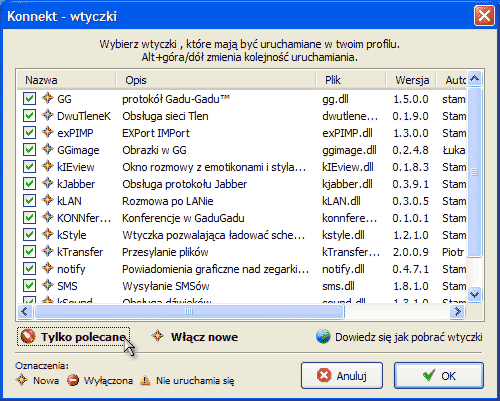 Konnekt - wtyczki
Wybierz wtyczki , które mają być uruchamiane w twoim profilu.
Alt+góra/dół zmienia kolejność uruchamiania.
Nazwa Opis Plik Wersja Auto
GG protokół Gadu-Gadu™ gg.dll 1.5.0.0 stam
DwuTleneK Obsługa sieci Tlen dwutlene... 0.1.9.0 Stam
exPIMP EXPort IMPort exPIMP.dll 1.3.0.0 Stam
GGimage Obrazki w GG ggimage.dll 0.2.4.8 Łuka
kIEview Okno rozmowy z emotikonami i styla... kIEview.dll 0.1.8.3 Stam
kJabber Obsługa protokołu Jabber kjabber.dll 0.3.9.1 Stam
kLAN Rozmowa po LANie kLAN.dll 0.3.0.5 Stam
KONNfer... Konferencje w GaduGadu konnfere... 0.1.0.1 Stam
kStyle Wtyczka pozwalająca ładować sche... kstyle.dll 1.2.1.0 Stam
kTransfer Przesyłanie plików kTransfer... 2.0.0.9 Piotr
notify Powiadomienia graficzne nad zegarki... notify.dll 0.4.7.1 Stam
SMS Wysyłanie SMSów sms.dll 1.8.1.0 Stam
kSound Obsługa dźwięków sound.dll 1.3.1.0 Stam
Tylko polecane Włącz nowe Dowiedz się jak pobrać wtyczki
Oznaczenia:
Nowa Wyłączona Nie uruchamia się
Anuluj OK